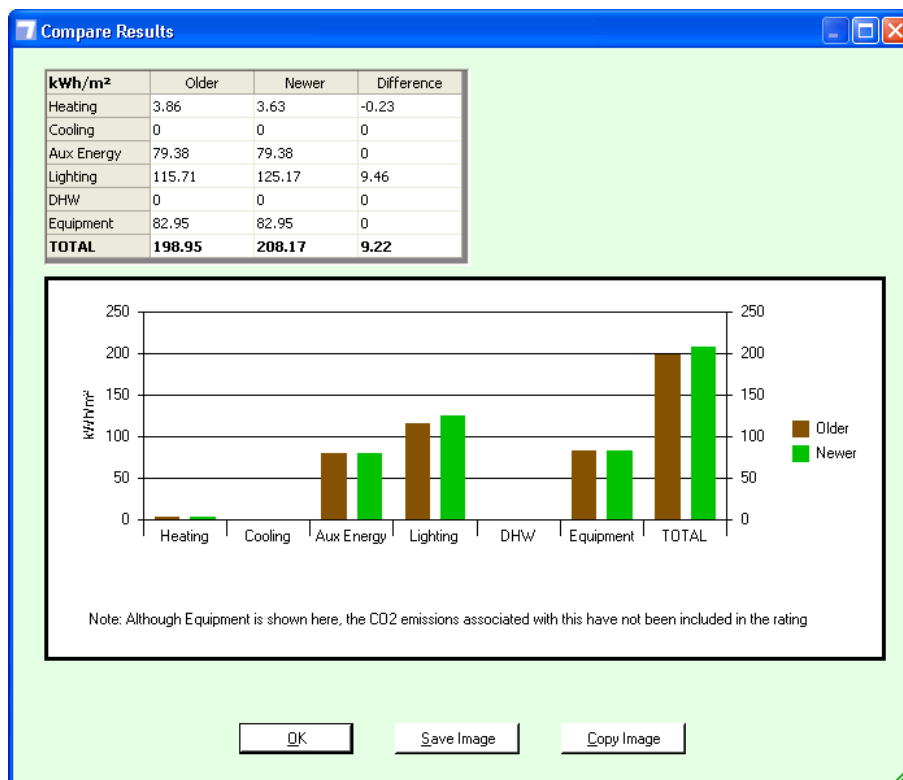 Compare Results
kWh/m² Older Newer Difference
Heating 3.86 3.63 -0.23
Cooling 0 0 0
Aux Energy 79.38 79.38 0
Lighting 115.71 125.17 9.46
DHW 0 0 0
Equipment 82.95 82.95 0
TOTAL 198.95 208.17 9.22
250 250
200 200
150 150
kWh/m²
100 100
50 50
0 0
Older
Newer
Heating Cooling Aux Energy Lighting DHW Equipment TOTAL
Note: Although Equipment is shown here, the CO2 emissions associated with this have not been included in the rating
OK Save Image Copy Image